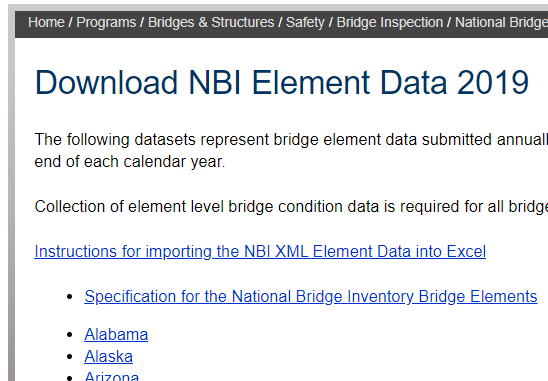 Home / Programs / Bridges & Structures / Safety / Bridge Inspection / National Bridge
Download NBI Element Data 2019
The following datasets represent bridge element data submitted annuall
end of each calendar year.
Collection of element level bridge condition data is required for all bridge
Instructions for importing the NBI XML Element Data into Excel
• Specification for the National Bridge Inventory Bridge Elements
• Alabama
• Alaska
• Arizona